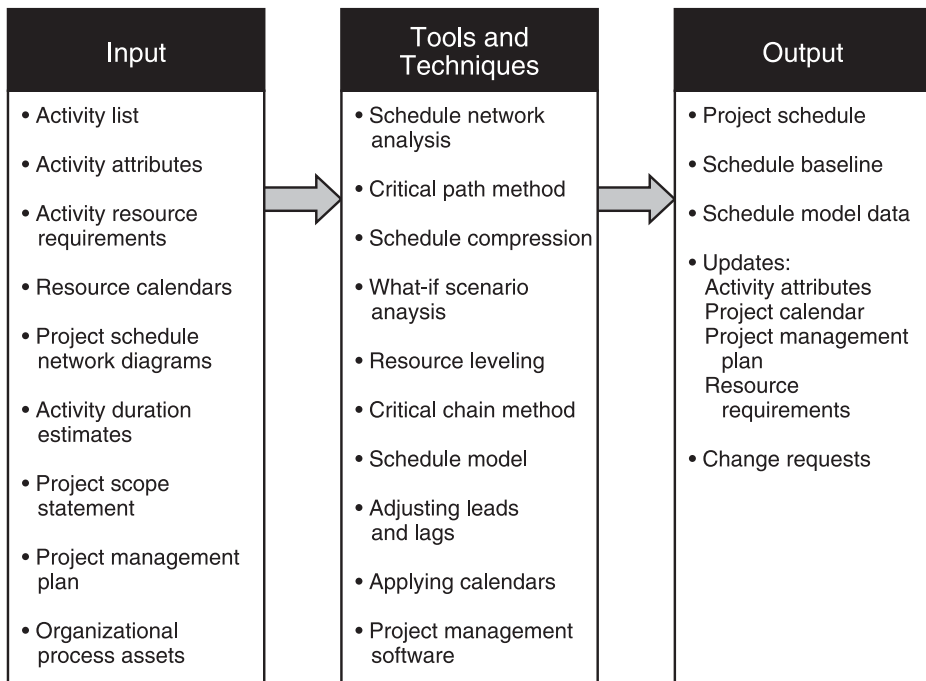 Input
• Activity list
• Activity attributes
• Activity resource
requirements
• Resource calendars
• Project schedule
network diagrams
• Activity duration
estimates
• Project scope
statement
• Project management
plan
• Organizational
process assets
Tools and
Techniques
• Schedule network
analysis
• Critical path method
• Schedule compression
• What-if scenario
anaysis
• Resource leveling
• Critical chain method
• Schedule model
• Adjusting leads
and lags
• Applying calendars
• Project management
software
Output
• Project schedule
• Schedule baseline
• Schedule model data
• Updates:
Activity attributes
Project calendar
Project management
plan
Resource
requirements
• Change requests